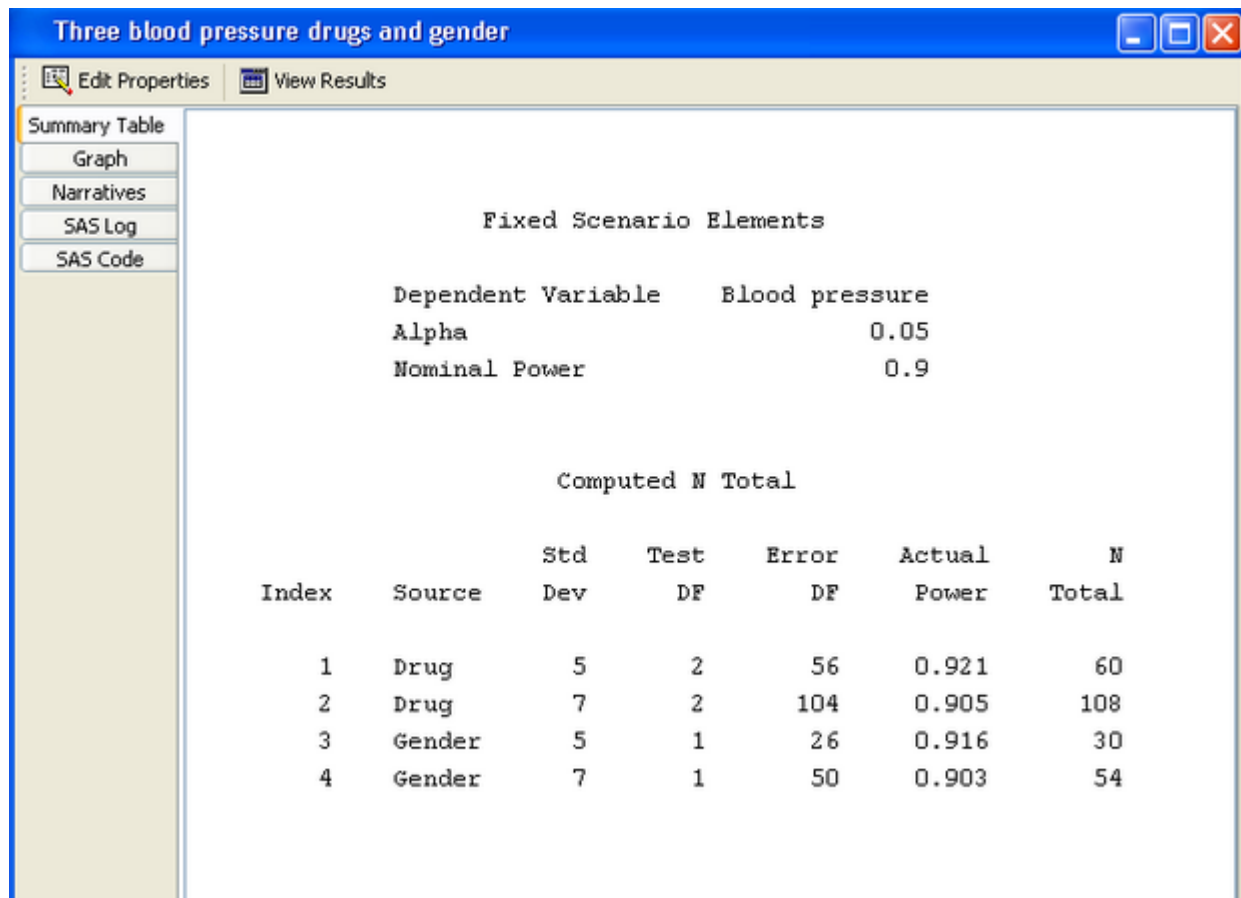 Three blood pressure drugs and gender
Edit Properties View Results
Summary Table
Graph
Narratives
SAS Log
SAS Code
Fixed Scenario Elements
Dependent Variable Blood pressure
Alpha 0.05
Nominal Power 0.9
Computed N Total
Std Test Error Actual N
Index Source Dev DF DF Power Total
1 Drug 5 2 56 0.921 60
2 Drug 7 2 104 0.905 108
3 Gender 5 1 26 0.916 30
4 Gender 7 1 50 0.903 54